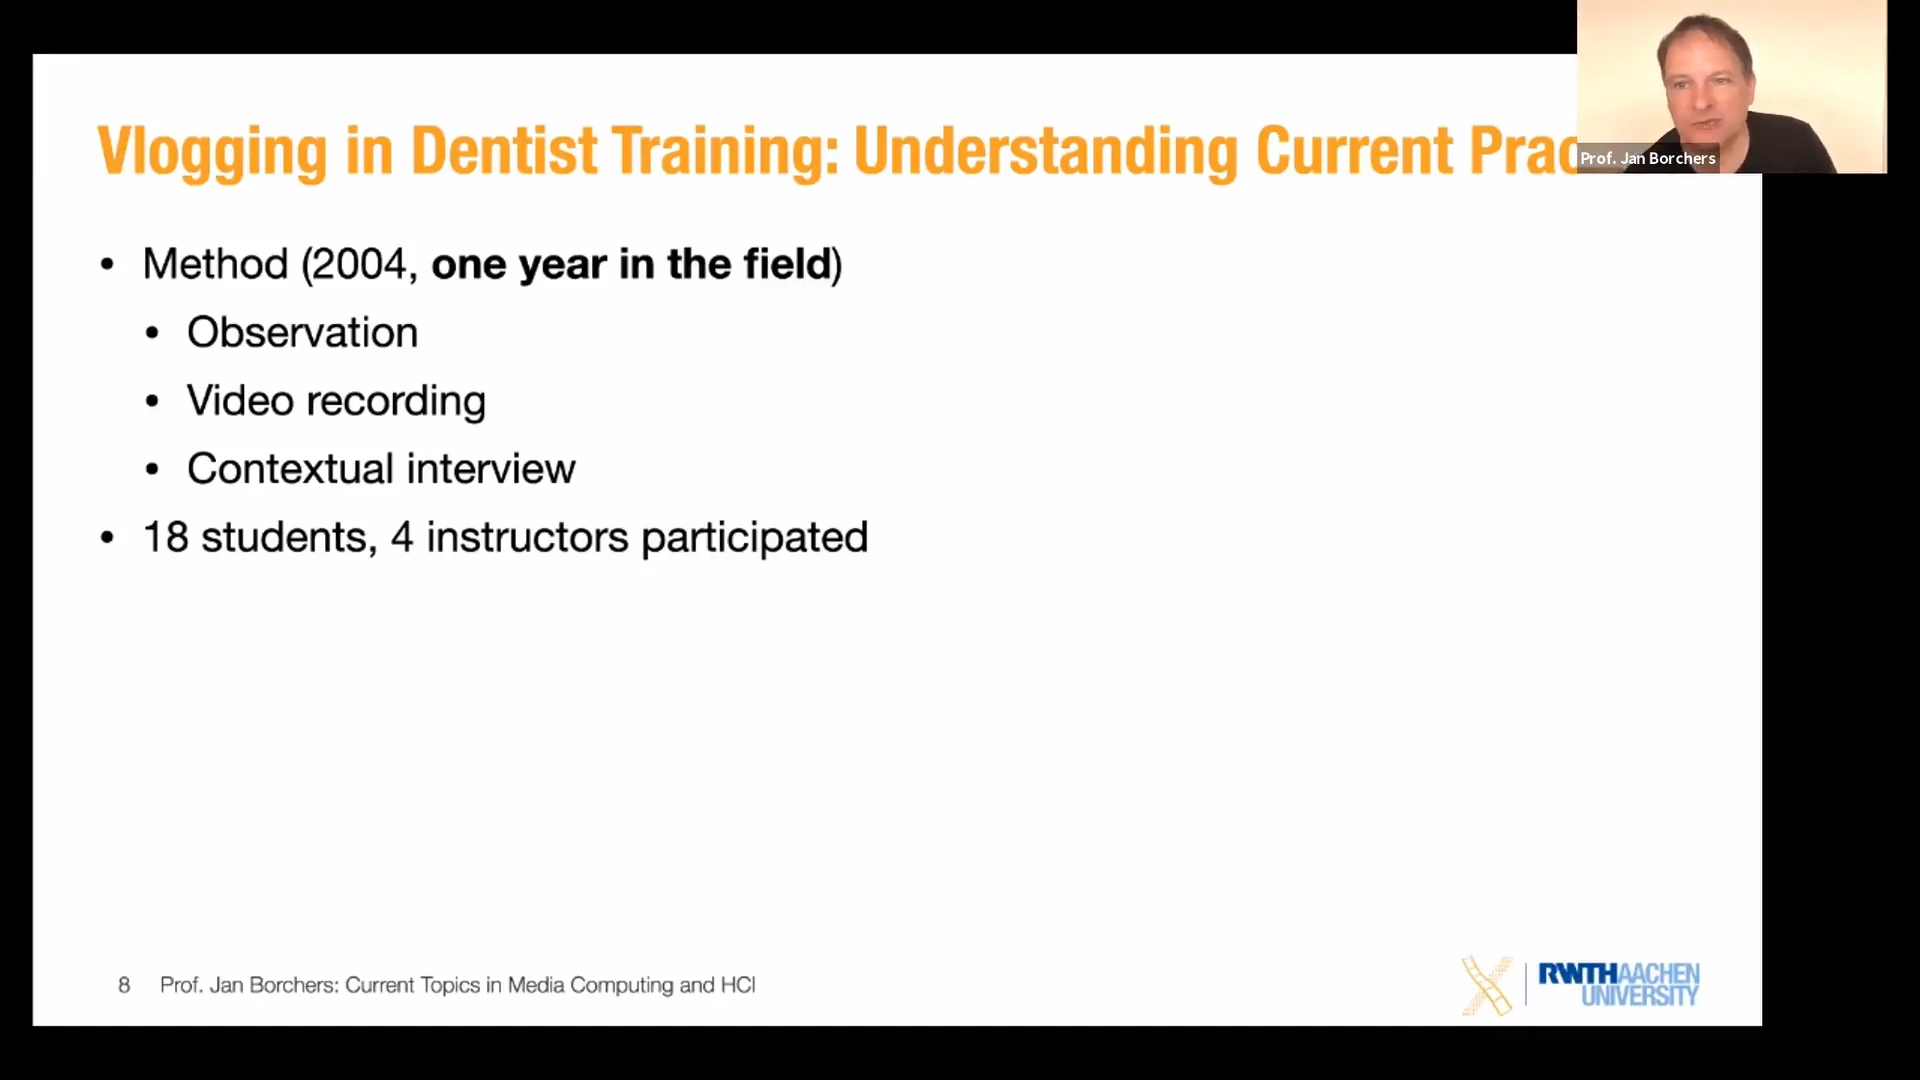 Vlogging in Dentist Training: Understanding Current
Prof. Jan Borchers
• Method (2004, one year in the field)
• Observation
• Video recording
• Contextual interview
• 18 students, 4 instructors participated
8 Prof. Jan Borchers: Current Topics in Media Computing and HCI
RWTH AACHEN
UNIVERSITY